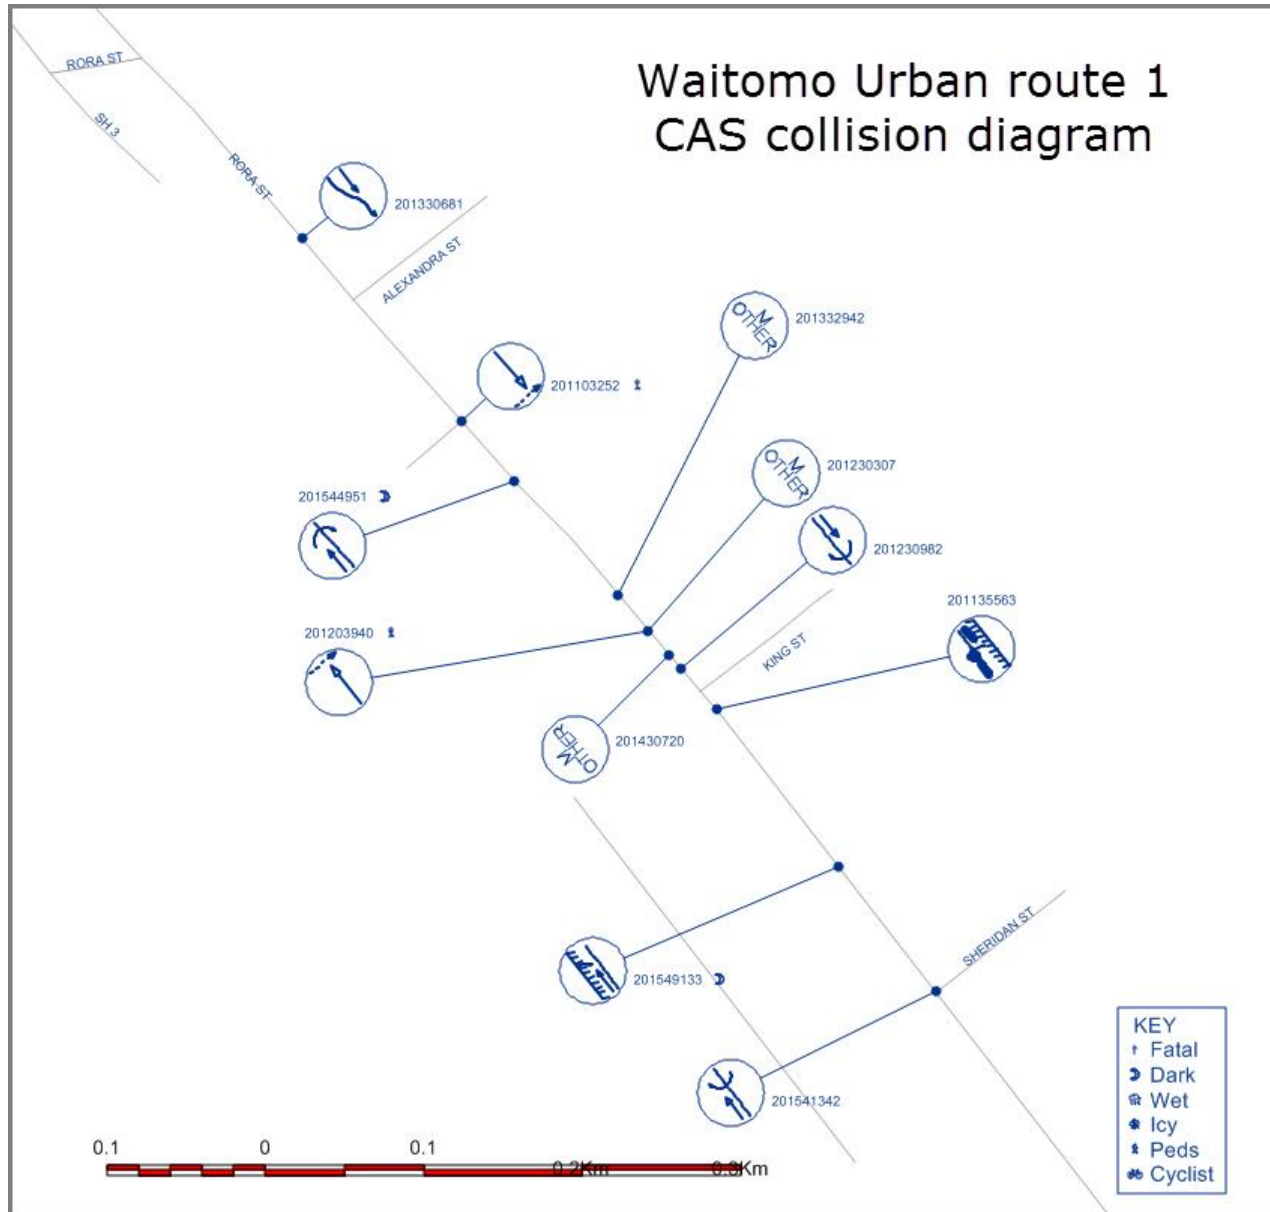 Waitomo Urban route 1
CAS collision diagram
RORA ST
SH 3
RORA ST
201330681
ALEXANDRA ST
M
OTHER
201332942
201103252
M
OTHER
201230307
201544951
201230982
201135563
201203940
KING ST
M
OTHER
201430720
SHERIDAN ST
201549133
201541342
KEY
Fatal
Dark
Wet
Icy
Peds
Cyclist
0.1 0 0.1 0.2Km 0.3Km